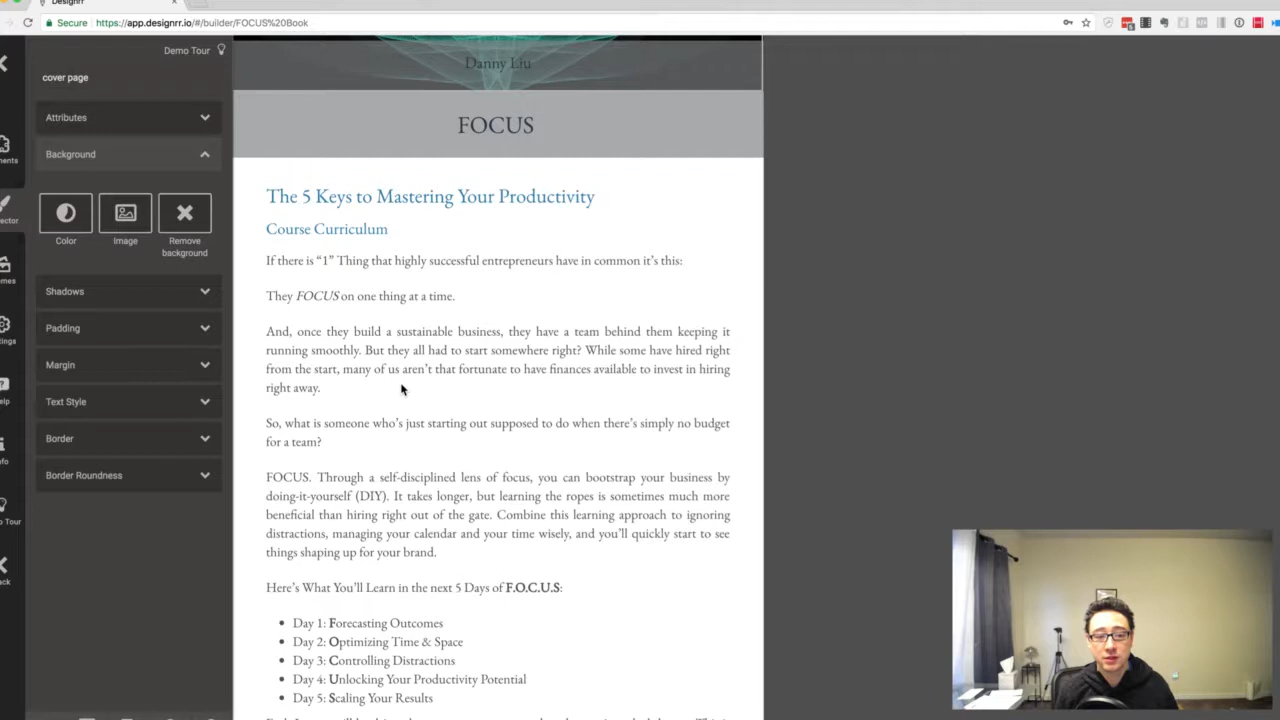 Designrr
Secure https://app.designrr.io/#/builder/FOCUS%20Book
Demo Tour
cover page
Attributes
Background
Color
Image
Remove
background
Shadows
Padding
Margin
Text Style
Border
Border Roundness
Danny Liu
FOCUS
The 5 Keys to Mastering Your Productivity
Course Curriculum
If there is “1” Thing that highly successful entrepreneurs have in common it’s this:
They FOCUS on one thing at a time.
And, once they build a sustainable business, they have a team behind them keeping it
running smoothly. But they all had to start somewhere right? While some have hired right
from the start, many of us aren’t that fortunate to have finances available to invest in hiring
right away.
So, what is someone who’s just starting out supposed to do when there’s simply no budget
for a team?
FOCUS. Through a self-disciplined lens of focus, you can bootstrap your business by
doing-it-yourself (DIY). It takes longer, but learning the ropes is sometimes much more
beneficial than hiring right out of the gate. Combine this learning approach to ignoring
distractions, managing your calendar and your time wisely, and you’ll quickly start to see
things shaping up for your brand.
Here’s What You’ll Learn in the next 5 Days of F.O.C.U.S:
Day 1: Forecasting Outcomes
Day 2: Optimizing Time & Space
Day 3: Controlling Distractions
Day 4: Unlocking Your Productivity Potential
Day 5: Scaling Your Results